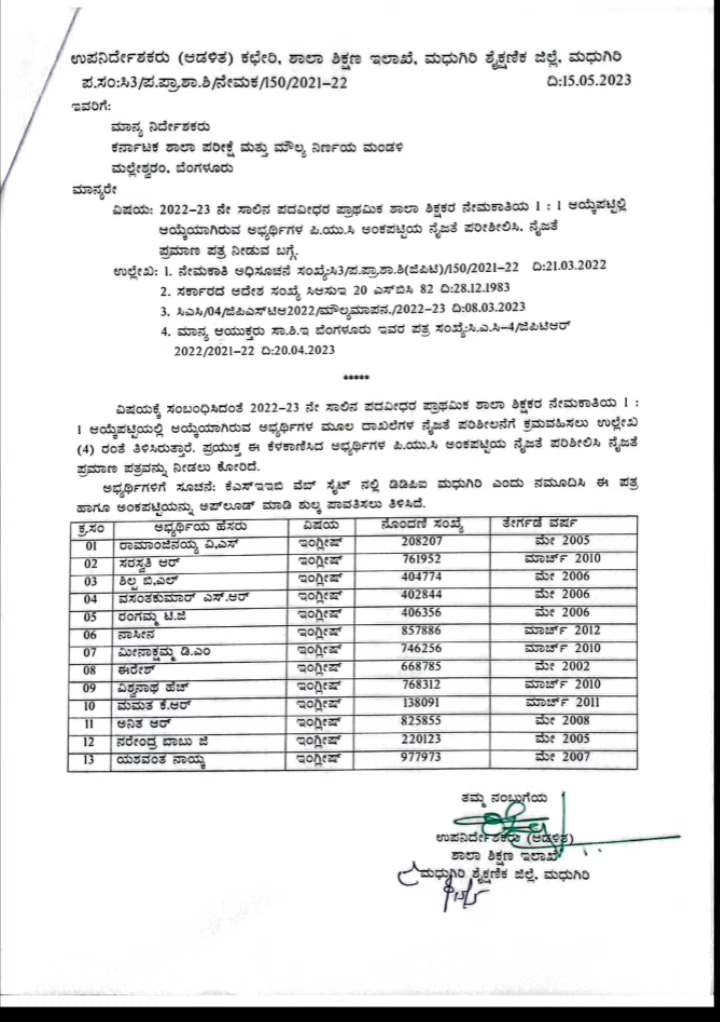 ಉಪನಿರ್ದೇಶಕರು (ಆಡಳಿತ) ಕಛೇರಿ, ಶಾಲಾ ಶಿಕ್ಷಣ ಇಲಾಖೆ, ಮಧುಗಿರಿ ಶೈಕ್ಷಣಿಕ ಜಿಲ್ಲೆ, ಮಧುಗಿರಿ
ಪ.ಸಂ:ಸಿ3/ಪ.ಪ್ರಾ.ಶಾ.ಶಿ/ನೇಮಕ/150/2021-22 ದಿ:15.05.2023
ಇವರಿಗೆ:
ಮಾನ್ಯ ನಿರ್ದೇಶಕರು
ಕರ್ನಾಟಕ ಶಾಲಾ ಪರೀಕ್ಷೆ ಮತ್ತು ಮೌಲ್ಯ ನಿರ್ಣಯ ಮಂಡಳಿ
ಮಲ್ಲೇಶ್ವರಂ, ಬೆಂಗಳೂರು
ಮಾನ್ಯರೇ
ವಿಷಯ: 2022-23 ನೇ ಸಾಲಿನ ಪದವೀಧರ ಪ್ರಾಥಮಿಕ ಶಾಲಾ ಶಿಕ್ಷಕರ ನೇಮಕಾತಿಯ 1 : 1 ಆಯ್ಕೆಪಟ್ಟಿಲ್ಲಿ
ಆಯ್ಕೆಯಾಗಿರುವ ಅಭ್ಯರ್ಥಿಗಳ ಪಿ.ಯು.ಸಿ ಅಂಕಪಟ್ಟಿಯ ನೈಜತೆ ಪರಿಶೀಲಿಸಿ, ನೈಜತೆ
ಪ್ರಮಾಣ ಪತ್ರ ನೀಡುವ ಬಗ್ಗೆ.
ಉಲ್ಲೇಖ: 1. ನೇಮಕಾತಿ ಅಧಿಸೂಚನೆ ಸಂಖ್ಯೆ:ಸಿ3/ಪ.ಪ್ರಾ.ಶಾ.ಶಿ(ಜಿಪಿಟಿ)/150/2021-22 ದಿ:21.03.2022
2. ಸರ್ಕಾರದ ಆದೇಶ ಸಂಖ್ಯೆ ಸಿಆಸುಇ 20 ಎಸ್‌ಬಿಸಿ 82 ದಿ:28.12.1983
3. ಸಿಎಸಿ/04/ಜಿಪಿಎಸ್‌ಟಿಆ2022/ಮೌಲ್ಯಮಾಪನ./2022-23 ದಿ:08.03.2023
4. ಮಾನ್ಯ ಆಯುಕ್ತರು ಸಾ.ಶಿ.ಇ ಬೆಂಗಳೂರು ಇವರ ಪತ್ರ ಸಂಖ್ಯೆ:ಸಿ.ಎ.ಸಿ-4/ಜಿಪಿಟಿಆರ್
2022/2021-22 ದಿ:20.04.2023
*****
ವಿಷಯಕ್ಕೆ ಸಂಬಂಧಿಸಿದಂತೆ 2022-23 ನೇ ಸಾಲಿನ ಪದವೀಧರ ಪ್ರಾಥಮಿಕ ಶಾಲಾ ಶಿಕ್ಷಕರ ನೇಮಕಾತಿಯ 1 :
1 ಆಯ್ಕೆಪಟ್ಟಿಯಲ್ಲಿ ಆಯ್ಕೆಯಾಗಿರುವ ಅಭ್ಯರ್ಥಿಗಳ ಮೂಲ ದಾಖಲೆಗಳ ನೈಜತೆ ಪರಿಶೀಲನೆಗೆ ಕ್ರಮವಹಿಸಲು ಉಲ್ಲೇಖ
(4) ರಂತೆ ತಿಳಿಸಿರುತ್ತಾರೆ. ಪ್ರಯುಕ್ತ ಈ ಕೆಳಕಾಣಿಸಿದ ಅಭ್ಯರ್ಥಿಗಳ ಪಿ.ಯು.ಸಿ ಅಂಕಪಟ್ಟಿಯ ನೈಜತೆ ಪರಿಶೀಲಿಸಿ ನೈಜತೆ
ಪ್ರಮಾಣ ಪತ್ರವನ್ನು ನೀಡಲು ಕೋರಿದೆ.
ಅಭ್ಯರ್ಥಿಗಳಿಗೆ ಸೂಚನೆ: ಕೆಎಸ್‌ಇಇಬಿ ವೆಬ್ ಸೈಟ್ ನಲ್ಲಿ ಡಿಡಿಪಿಐ ಮಧುಗಿರಿ ಎಂದು ನಮೂದಿಸಿ ಈ ಪತ್ರ
ಹಾಗೂ ಅಂಕಪಟ್ಟಿಯನ್ನು ಅಪ್‌ಲೂಡ್ ಮಾಡಿ ಶುಲ್ಕ ಪಾವತಿಸಲು ತಿಳಿಸಿದೆ.
ಕ್ರ.ಸಂ ಅಭ್ಯರ್ಥಿಯ ಹೆಸರು ವಿಷಯ ನೊಂದಣಿ ಸಂಖ್ಯೆ ತೇರ್ಗಡೆ ವರ್ಷ
01 ರಾಮಾಂಜಿನಯ್ಯ ವಿ,ಎಸ್ ಇಂಗ್ಲೀಷ್ 208207 ಮೇ 2005
02 ಸರಸ್ವತಿ ಆರ್ ಇಂಗ್ಲೀಷ್ 761952 ಮಾರ್ಚ್ 2010
03 ಶಿಲ್ಪ ಬಿ,ಎಲ್ ಇಂಗ್ಲೀಷ್ 404774 ಮೇ 2006
04 ವಸಂತಕುಮಾರ್ ಎಸ್.ಆರ್ ಇಂಗ್ಲೀಷ್ 402844 ಮೇ 2006
05 ರಂಗಮ್ಮ ಟಿ.ಜಿ ಇಂಗ್ಲೀಷ್ 406356 ಮೇ 2006
06 ನಾಸೀನ ಇಂಗ್ಲೀಷ್ 857886 ಮಾರ್ಚ್ 2012
07 ಮೀನಾಕ್ಷಮ್ಮ ಡಿ.ಎಂ ಇಂಗ್ಲೀಷ್ 746256 ಮಾರ್ಚ್ 2010
08 ಈರೇಶ್ ಇಂಗ್ಲೀಷ್ 668785 ಮೇ 2002
09 ವಿಶ್ವನಾಥ ಹೆಚ್ ಇಂಗ್ಲೀಷ್ 768312 ಮಾರ್ಚ್ 2010
10 ಮಮತ ಕೆ.ಆರ್ ಇಂಗ್ಲೀಷ್ 138091 ಮಾರ್ಚ್ 2011
11 ಅನಿತ ಆರ್ ಇಂಗ್ಲೀಷ್ 825855 ಮೇ 2008
12 ನರೇಂದ್ರ ಬಾಬು ಜಿ ಇಂಗ್ಲೀಷ್ 220123 ಮೇ 2005
13 ಯಶವಂತ ನಾಯ್ಕ ಇಂಗ್ಲೀಷ್ 977973 ಮೇ 2007
ತಮ್ಮ ನಂಬುಗೆಯ
ಉಪನಿರ್ದೇಶಕರು (ಆಡಳಿತ)
ಶಾಲಾ ಶಿಕ್ಷಣ ಇಲಾಖೆ
ಮಧುಗಿರಿ ಶೈಕ್ಷಣಿಕ ಜಿಲ್ಲೆ, ಮಧುಗಿರಿ